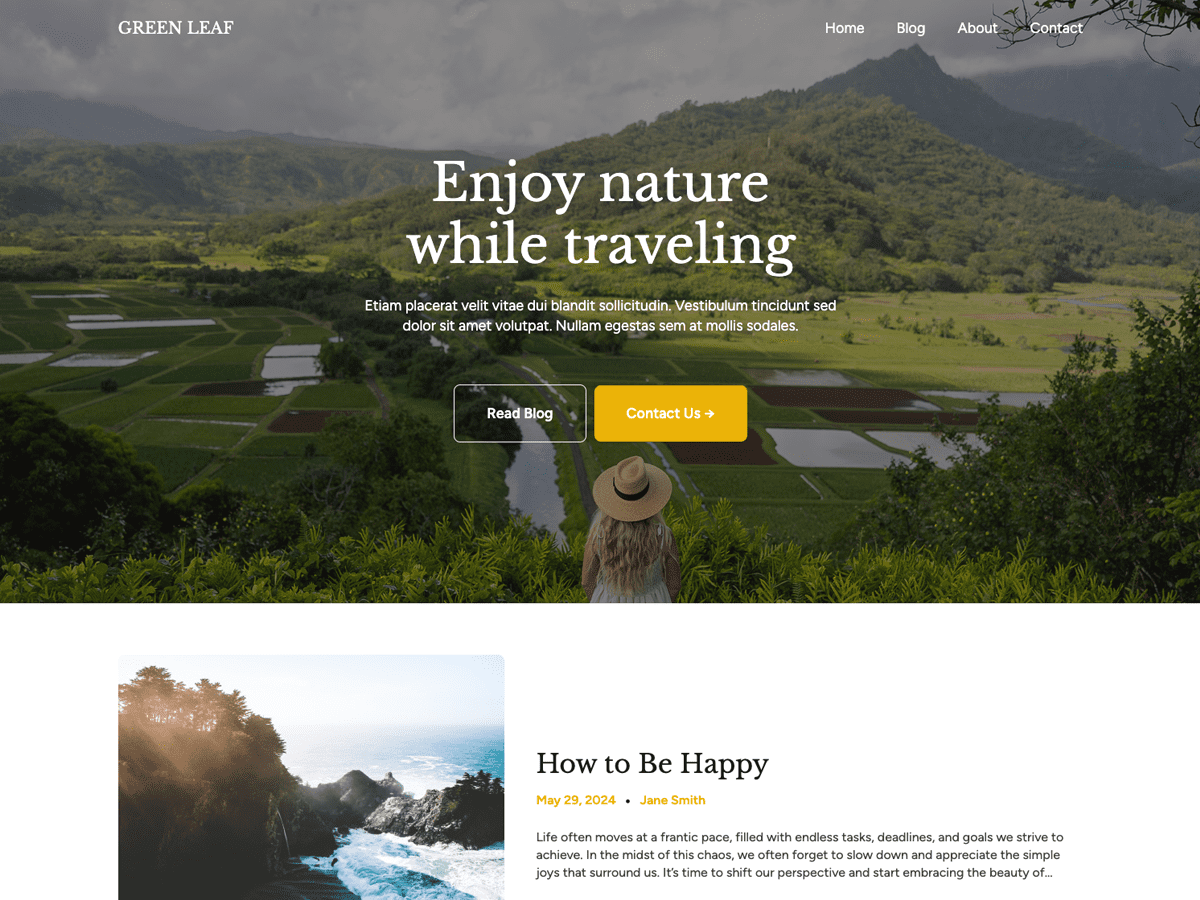 GREEN LEAF
Home Blog About Contact
Enjoy nature
while traveling
Etiam placerat velit vitae dui blandit sollicitudin. Vestibulum tincidunt sed
dolor sit amet volutpat. Nullam egestas sem at mollis sodales.
Read Blog
Contact Us →
How to Be Happy
May 29, 2024 • Jane Smith
Life often moves at a frantic pace, filled with endless tasks, deadlines, and goals we strive to
achieve. In the midst of this chaos, we often forget to slow down and appreciate the simple
joys that surround us. It's time to shift our perspective and start embracing the beauty of...